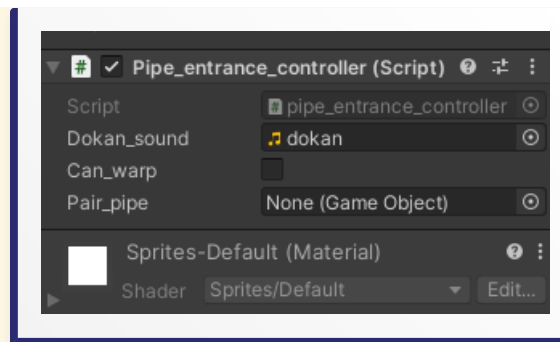 Pipe_entrance_controller (Script)
Script pipe_entrance_controller
Dokan_sound dokan
Can_warp
Pair_pipe None (Game Object)
Sprites-Default (Material)
Shader Sprites/Default Edit...